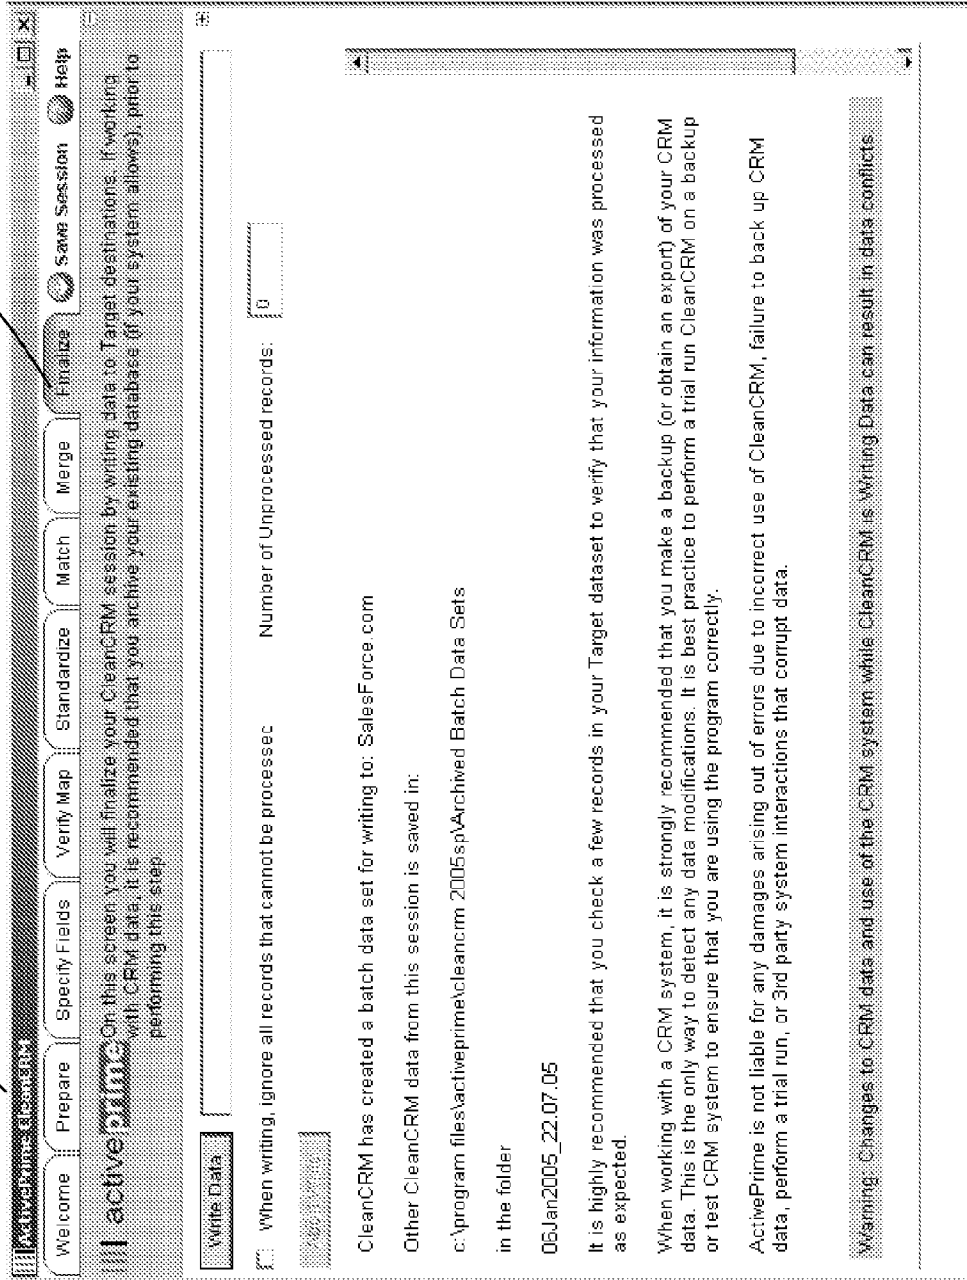 ActivePrime CleanCRM
Welcome Prepare Specify Fields Verify Map Standardize Match Merge Finalize Save Session Help
active prime On this screen you will finalize your CleanCRM session by writing data to Target destinations. If working
with CRM data, it is recommended that you archive your existing database (if your system allows), prior to
performing this step
Write Data
When writing, ignore all records that cannot be processec Number of Unprocessed records: 0
CleanCRM has created a batch data set for writing to: SalesForce.com
Other CleanCRM data from this session is saved in:
c:\program files\activeprime\cleancrm 2005sp\Archived Batch Data Sets
in the folder
06Jan2005_22.07.05
It is highly recommended that you check a few records in your Target dataset to verify that your information was processed
as expected.
When working with a CRM system, it is strongly recommended that you make a backup (or obtain an export) of your CRM
data. This is the only way to detect any data modifications. It is best practice to perform a trial run CleanCRM on a backup
or test CRM system to ensure that you are using the program correctly.
ActivePrime is not liable for any damages arising out of errors due to incorrect use of CleanCRM, failure to back up CRM
data, perform a trial run, or 3rd party system interactions that corrupt data.
Warning: Changes to CRM data and use of the CRM system while CleanCRM is Writing Data can result in data conflicts